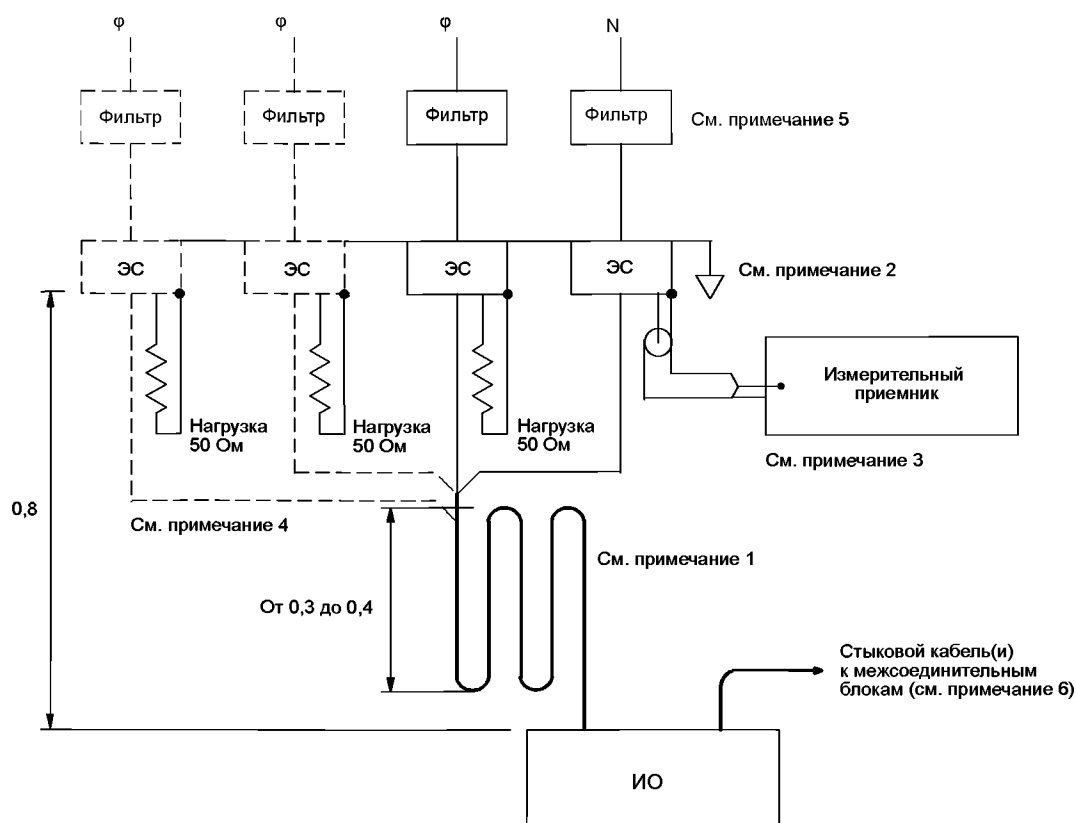 φ
φ
φ
N
Фильтр
Фильтр
Фильтр
Фильтр
См. примечание 5
ЭС
ЭС
ЭС
ЭС
См. примечание 2
Измерительный
приемник
Нагрузка
50 Ом
Нагрузка
50 Ом
Нагрузка
50 Ом
См. примечание 3
0,8
См. примечание 4
См. примечание 1
От 0,3 до 0,4
Стыковой кабель(и)
к межсоединительным
блокам (см. примечание 6)
ИО